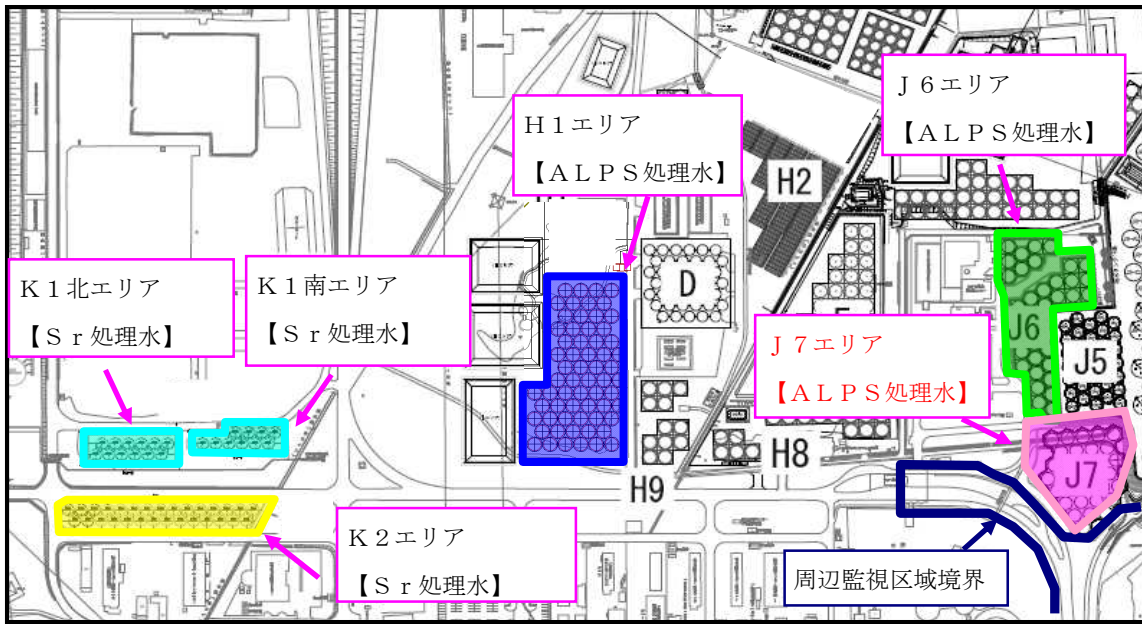 J6エリア
【ALPS処理水】
H1エリア
【ALPS処理水】
H2
K1北エリア
【Sr処理水】
K1南エリア
【Sr処理水】
D
J7エリア
【ALPS処理水】
J6
J5
H8
J7
H9
K2エリア
【Sr処理水】
周辺監視区域境界